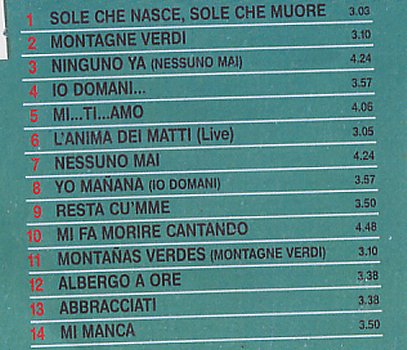 1 SOLE CHE NASCE, SOLE CHE MUORE 3.03
2 MONTAGNE VERDI 3.10
3 NINGUNO YA (NESSUNO MAI) 4.24
4 IO DOMANI... 3.57
5 MI...TI...AMO 4.06
6 L'ANIMA DEI MATTI (Live) 3.05
7 NESSUNO MAI 4.24
8 YO MAÑANA (IO DOMANI) 3.57
9 RESTA CU'MME 3.50
10 MI FA MORIRE CANTANDO 4.48
11 MONTAÑAS VERDES (MONTAGNE VERDI) 3.10
12 ALBERGO A ORE 3.38
13 ABBRACCIATI 3.38
14 MI MANCA 3.50